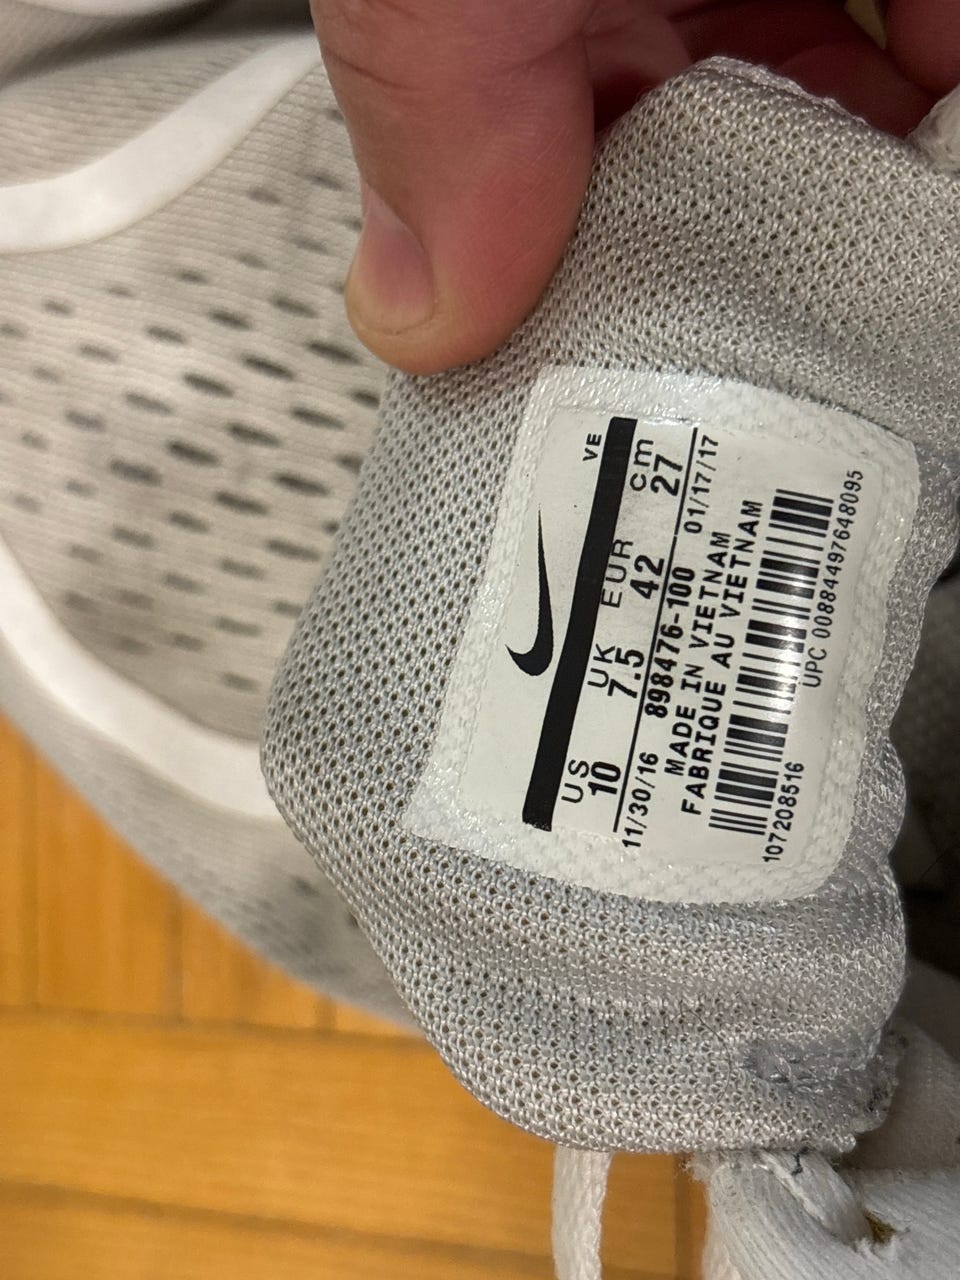 VE
US UK EUR cm
10 7.5 42 27
11/30/16 898476-100 01/17/17
MADE IN VIETNAM
FABRIQUE AU VIETNAM
107208516 UPC 00884497648095